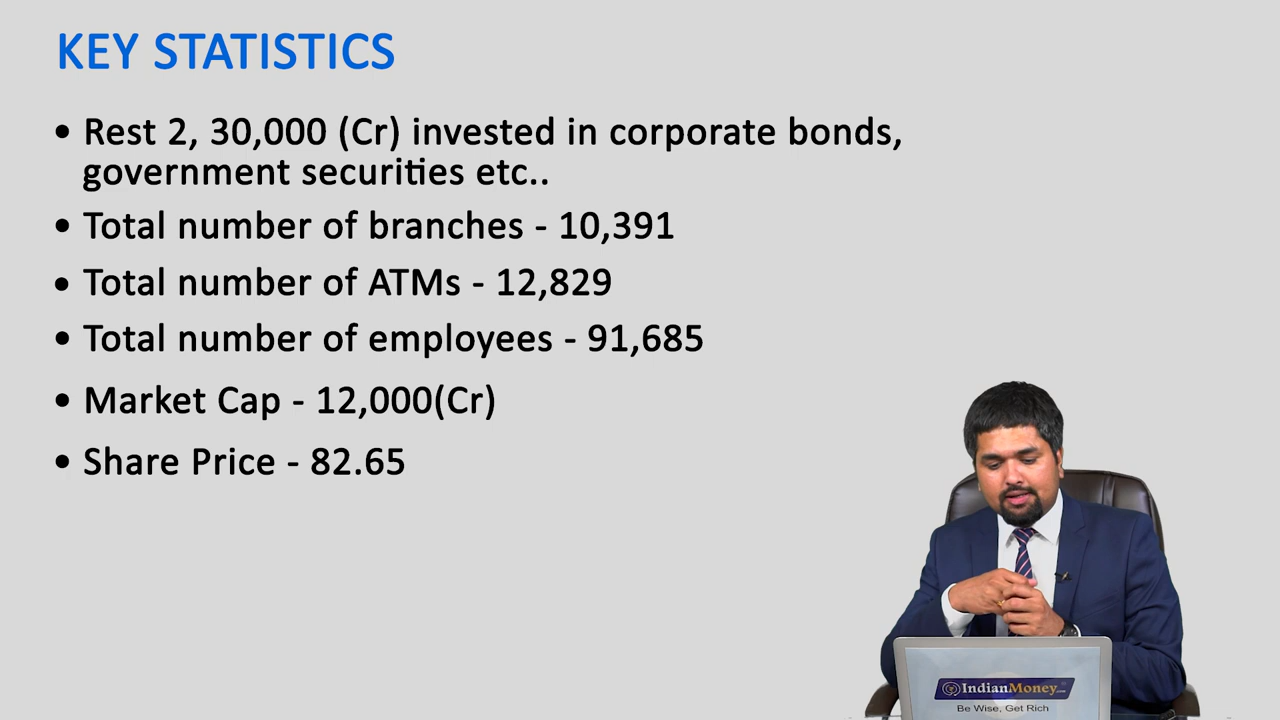 KEY STATISTICS
• Rest 2, 30,000 (Cr) invested in corporate bonds,
government securities etc..
• Total number of branches - 10,391
• Total number of ATMs - 12,829
• Total number of employees - 91,685
• Market Cap - 12,000(Cr)
• Share Price - 82.65
IndianMoney.com
Be Wise, Get Rich